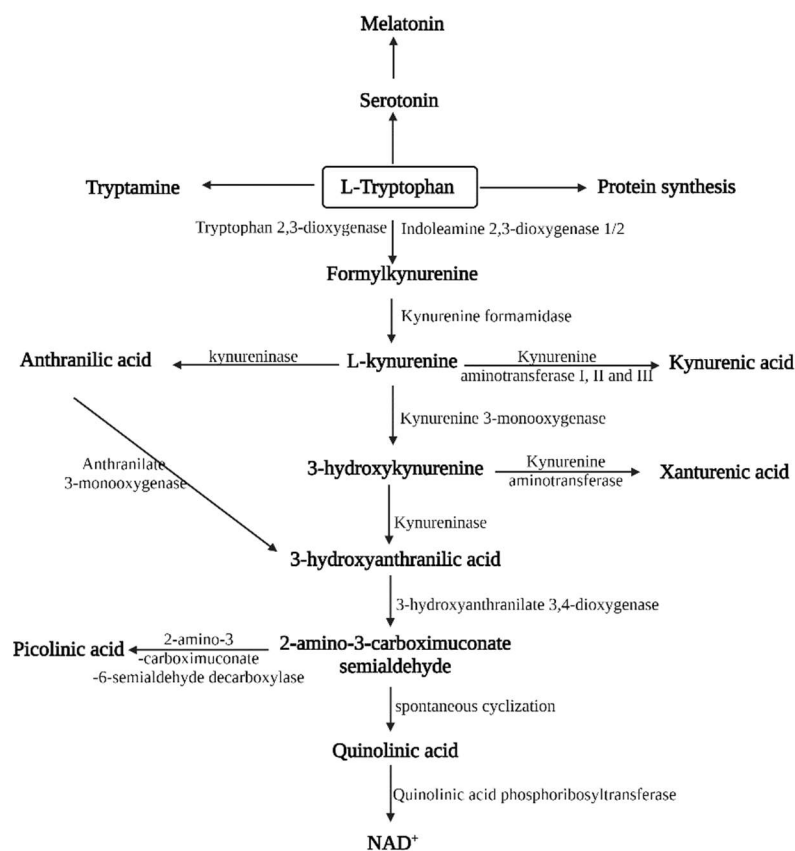 Melatonin
Serotonin
Tryptamine
L-Tryptophan
Protein synthesis
Tryptophan 2,3-dioxygenase
Indoleamine 2,3-dioxygenase 1/2
Formylkynurenine
Kynurenine formamidase
Anthranilic acid
kynureninase
L-kynurenine
Kynurenine
aminotransferase I, II and III
Kynurenic acid
Kynurenine 3-monooxygenase
Anthranilate
3-monooxygenase
3-hydroxykynurenine
Kynurenine
aminotransferase
Xanturenic acid
Kynureninase
3-hydroxyanthranilic acid
3-hydroxyanthranilate 3,4-dioxygenase
Picolinic acid
2-amino-3
-carboximuconate
-6-semialdehyde decarboxylase
2-amino-3-carboximuconate
semialdehyde
spontaneous cyclization
Quinolinic acid
Quinolinic acid phosphoribosyltransferase
NAD⁺